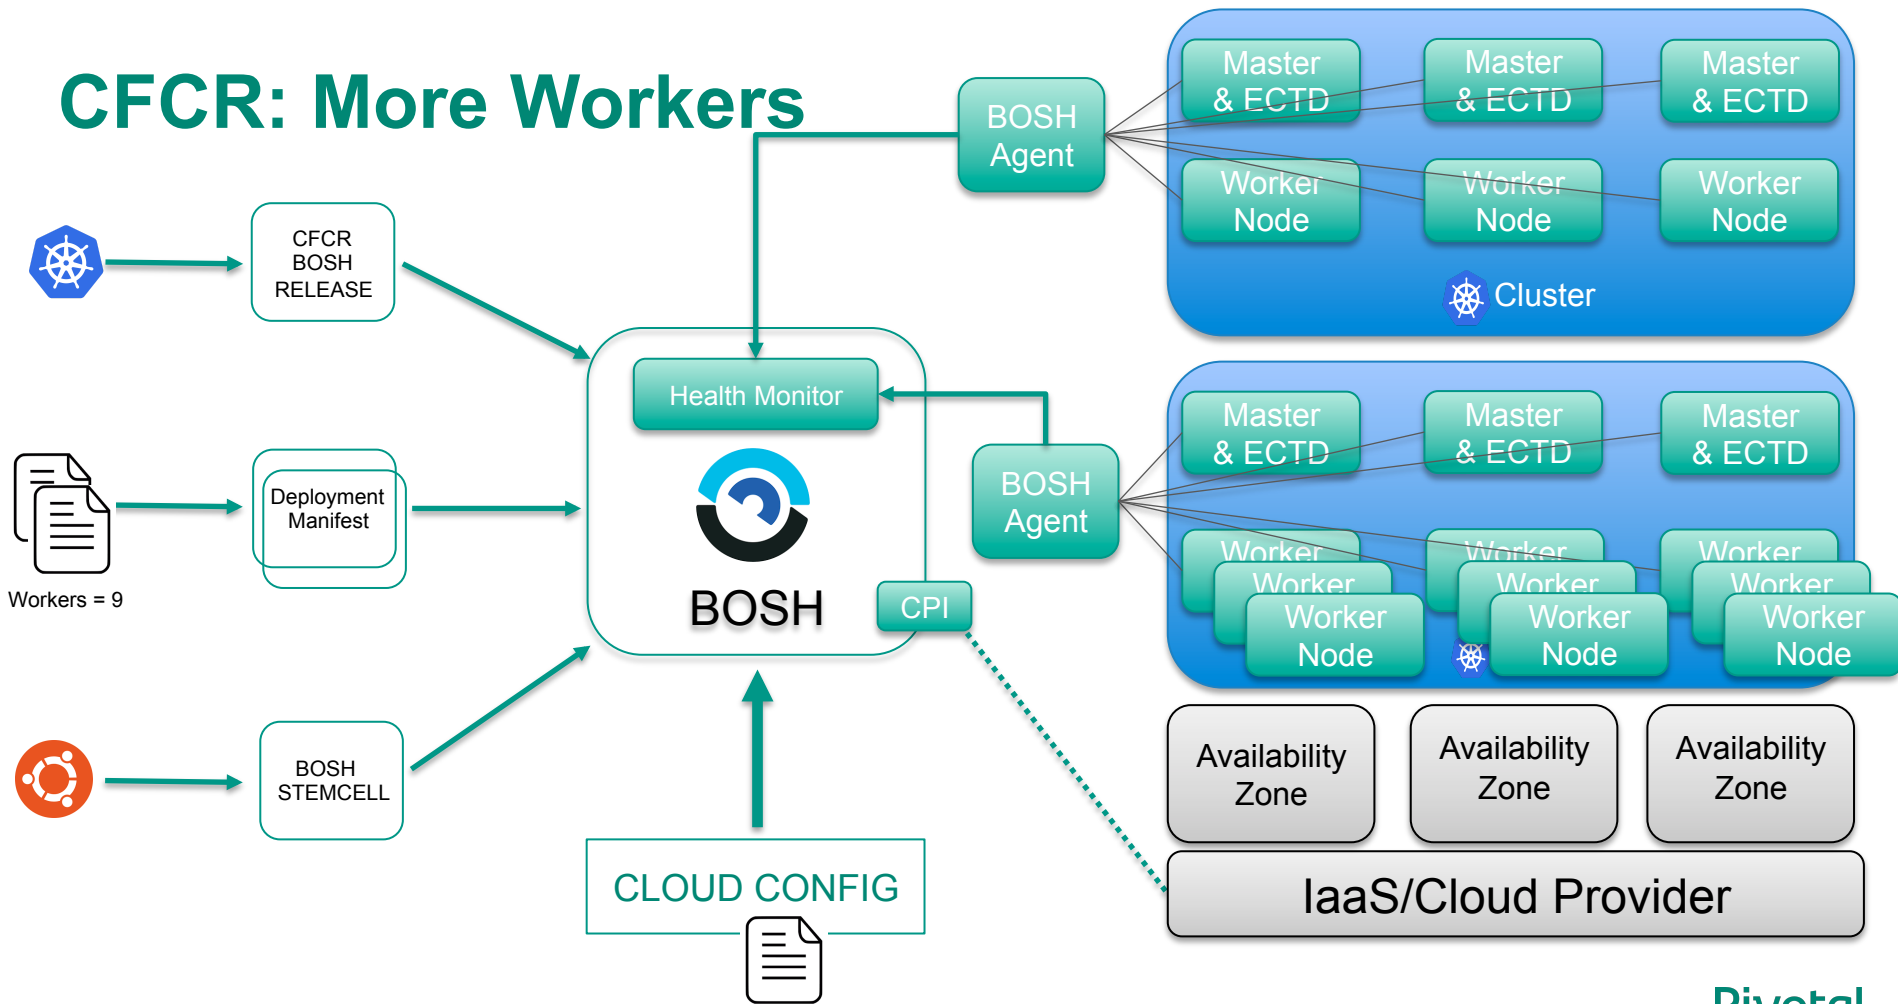 CFCR: More Workers
CFCR
BOSH
RELEASE
Deployment
Manifest
Workers = 9
BOSH
STEMCELL
Health Monitor
BOSH
CPI
CLOUD CONFIG
BOSH
Agent
Master
& ECTD
Master
& ECTD
Master
& ECTD
Worker
Node
Worker
Node
Worker
Node
Cluster
BOSH
Agent
Master
& ECTD
Master
& ECTD
Master
& ECTD
Worker
Worker
Worker
Node
Worker
Worker
Worker
Node
Worker
Worker
Worker
Node
Availability
Zone
Availability
Zone
Availability
Zone
IaaS/Cloud Provider
Pivotal